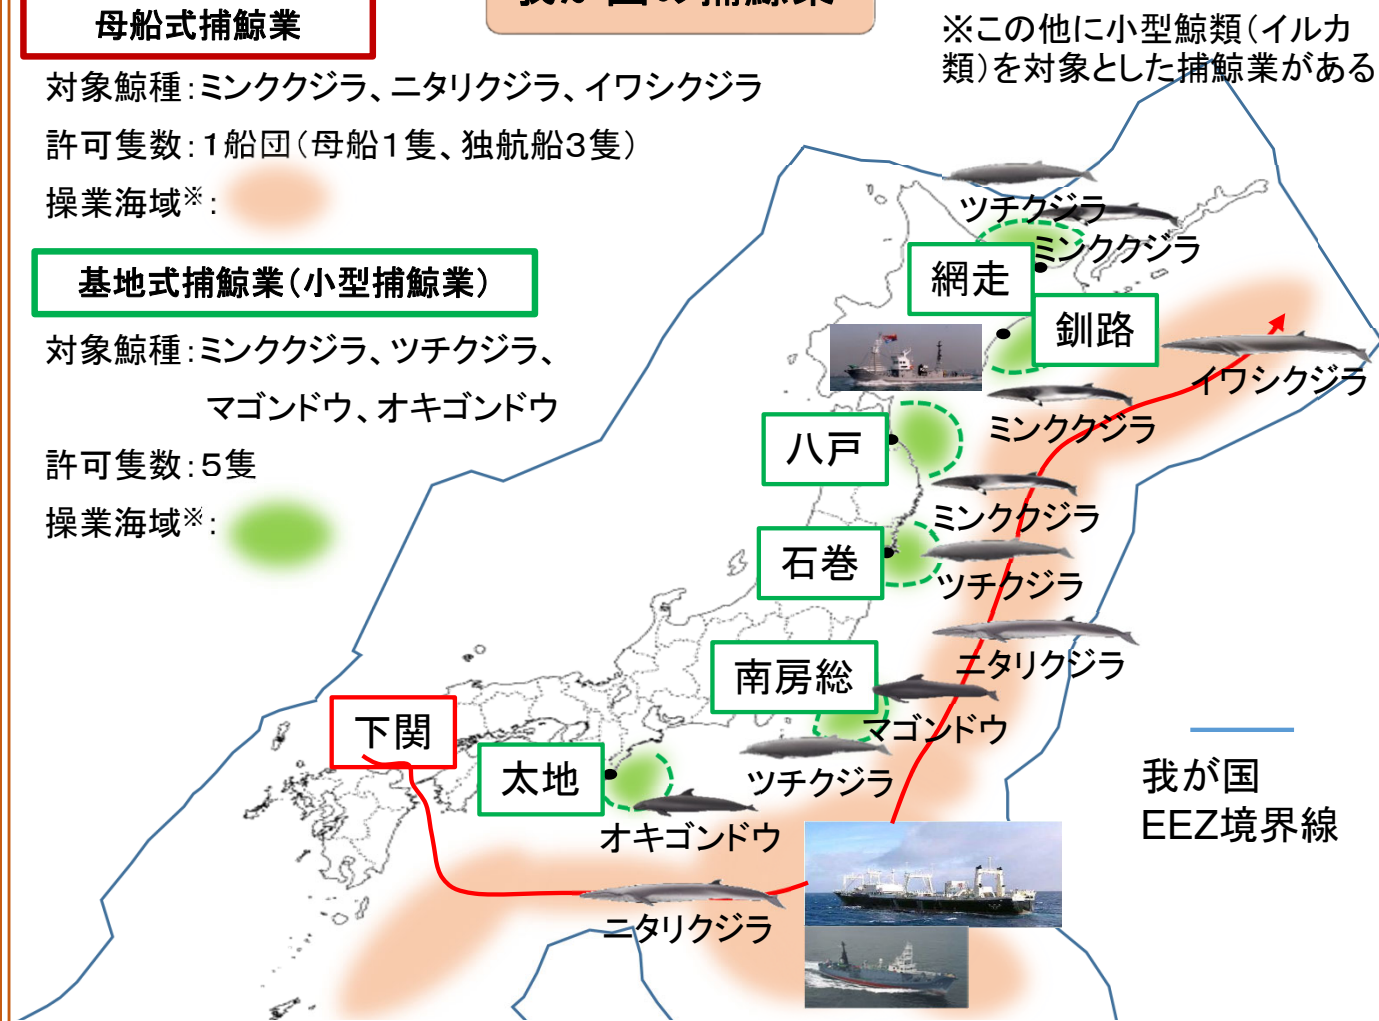 母船式捕鯨業
我が国の捕鯨業
※この他に小型鯨類（イルカ
類）を対象とした捕鯨業がある
対象鯨種：ミンククジラ、ニタリクジラ、イワシクジラ
許可隻数：1船団（母船1隻、独航船3隻）
操業海域※：
基地式捕鯨業（小型捕鯨業）
対象鯨種：ミンククジラ、ツチクジラ、
マゴンドウ、オキゴンドウ
許可隻数：5隻
操業海域※：
ツチクジラ
ミンククジラ
網走
釧路
イワシクジラ
ミンククジラ
八戸
ミンククジラ
石巻
ツチクジラ
ニタリクジラ
南房総
マゴンドウ
下関
太地
ツチクジラ
オキゴンドウ
ニタリクジラ
我が国
EEZ境界線